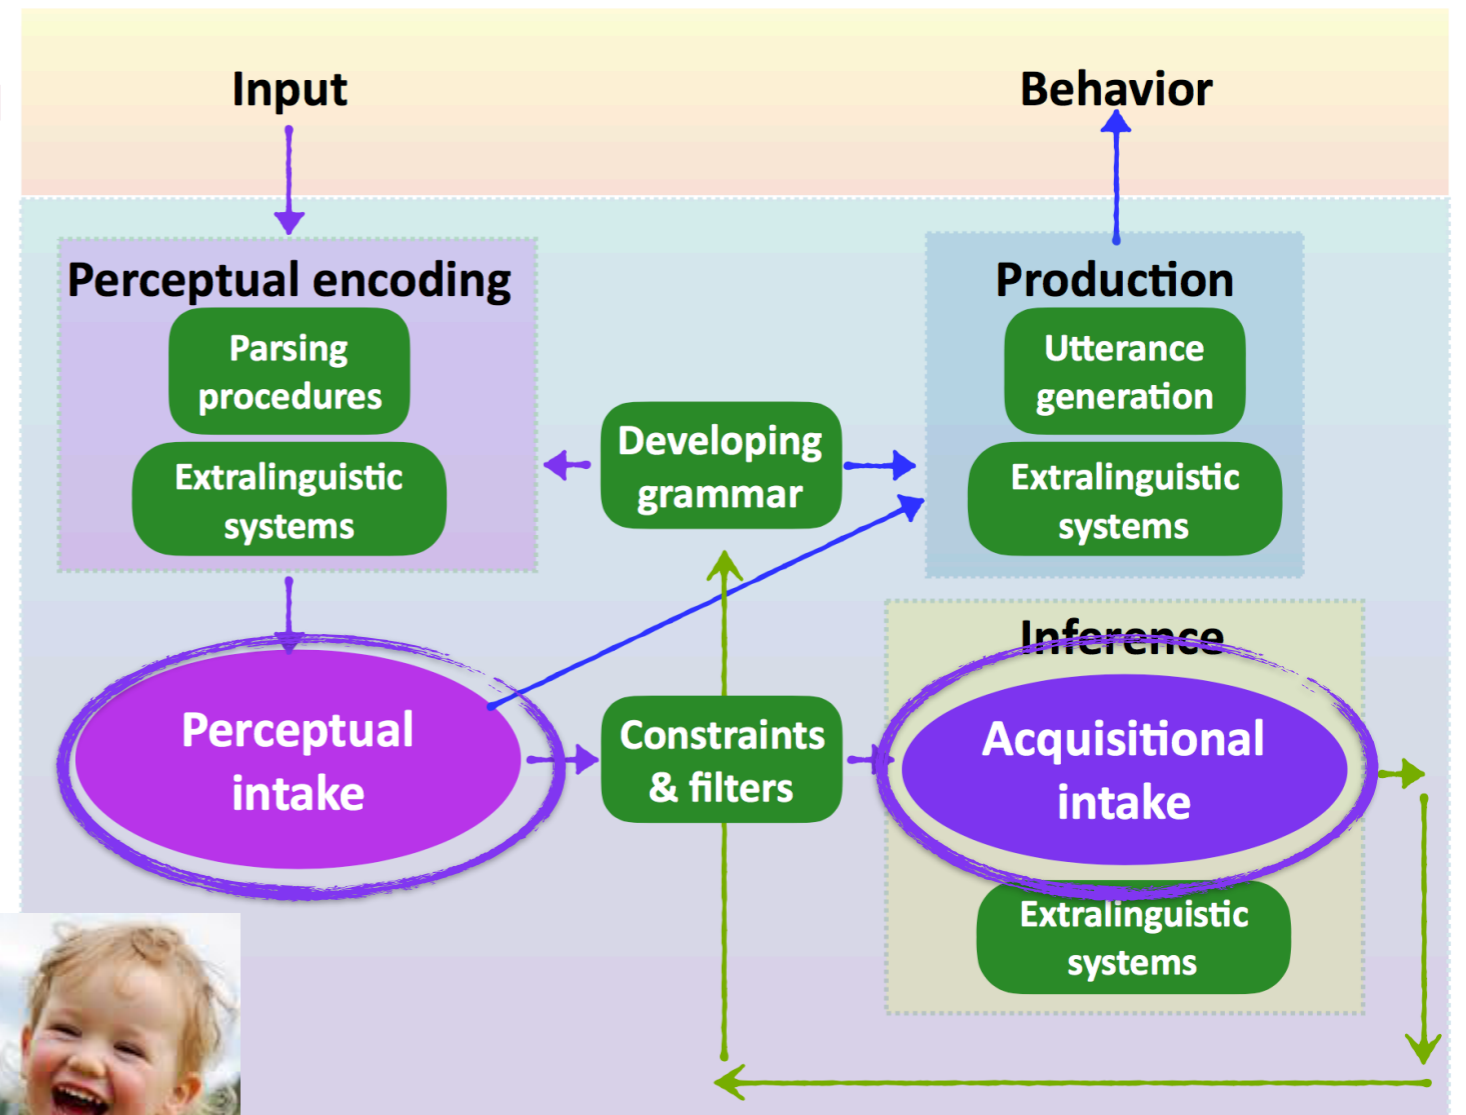 Input
Behavior
Perceptual encoding
Parsing
procedures
Extralinguistic
systems
Developing
grammar
Production
Utterance
generation
Extralinguistic
systems
Perceptual
intake
Constraints
& filters
Inference
Acquisitional
intake
Extralinguistic
systems